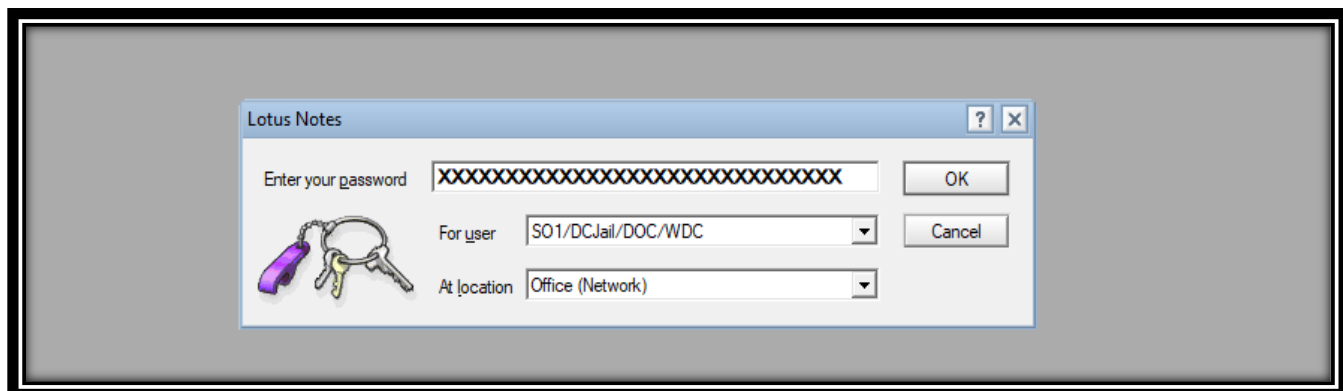 Lotus Notes ? X
Enter your password XXXXXXXXXXXXXXXXXXXXXXXXXXXXXX OK
For user SO1/DCJail/DOC/WDC Cancel
At location Office (Network)